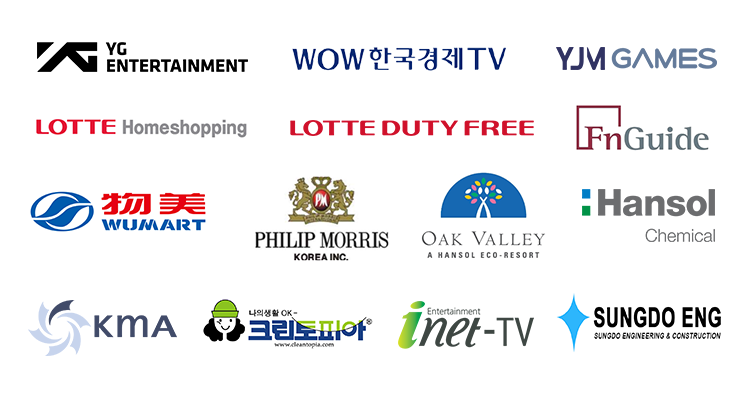 YG
ENTERTAINMENT
WOW한국경제TV
YJM GAMES
LOTTE Homeshopping
LOTTE DUTY FREE
FnGuide
物美
WUMART
PM
PHILIP MORRIS
KOREA INC.
OAK VALLEY
A HANSOL ECO-RESORT
Hansol
Chemical
KMA
나의생활 OK~
크린토피아®
www.cleantopia.com
Entertainment
inet-TV
SUNGDO ENG
SUNGDO ENGINEERING & CONSTRUCTION